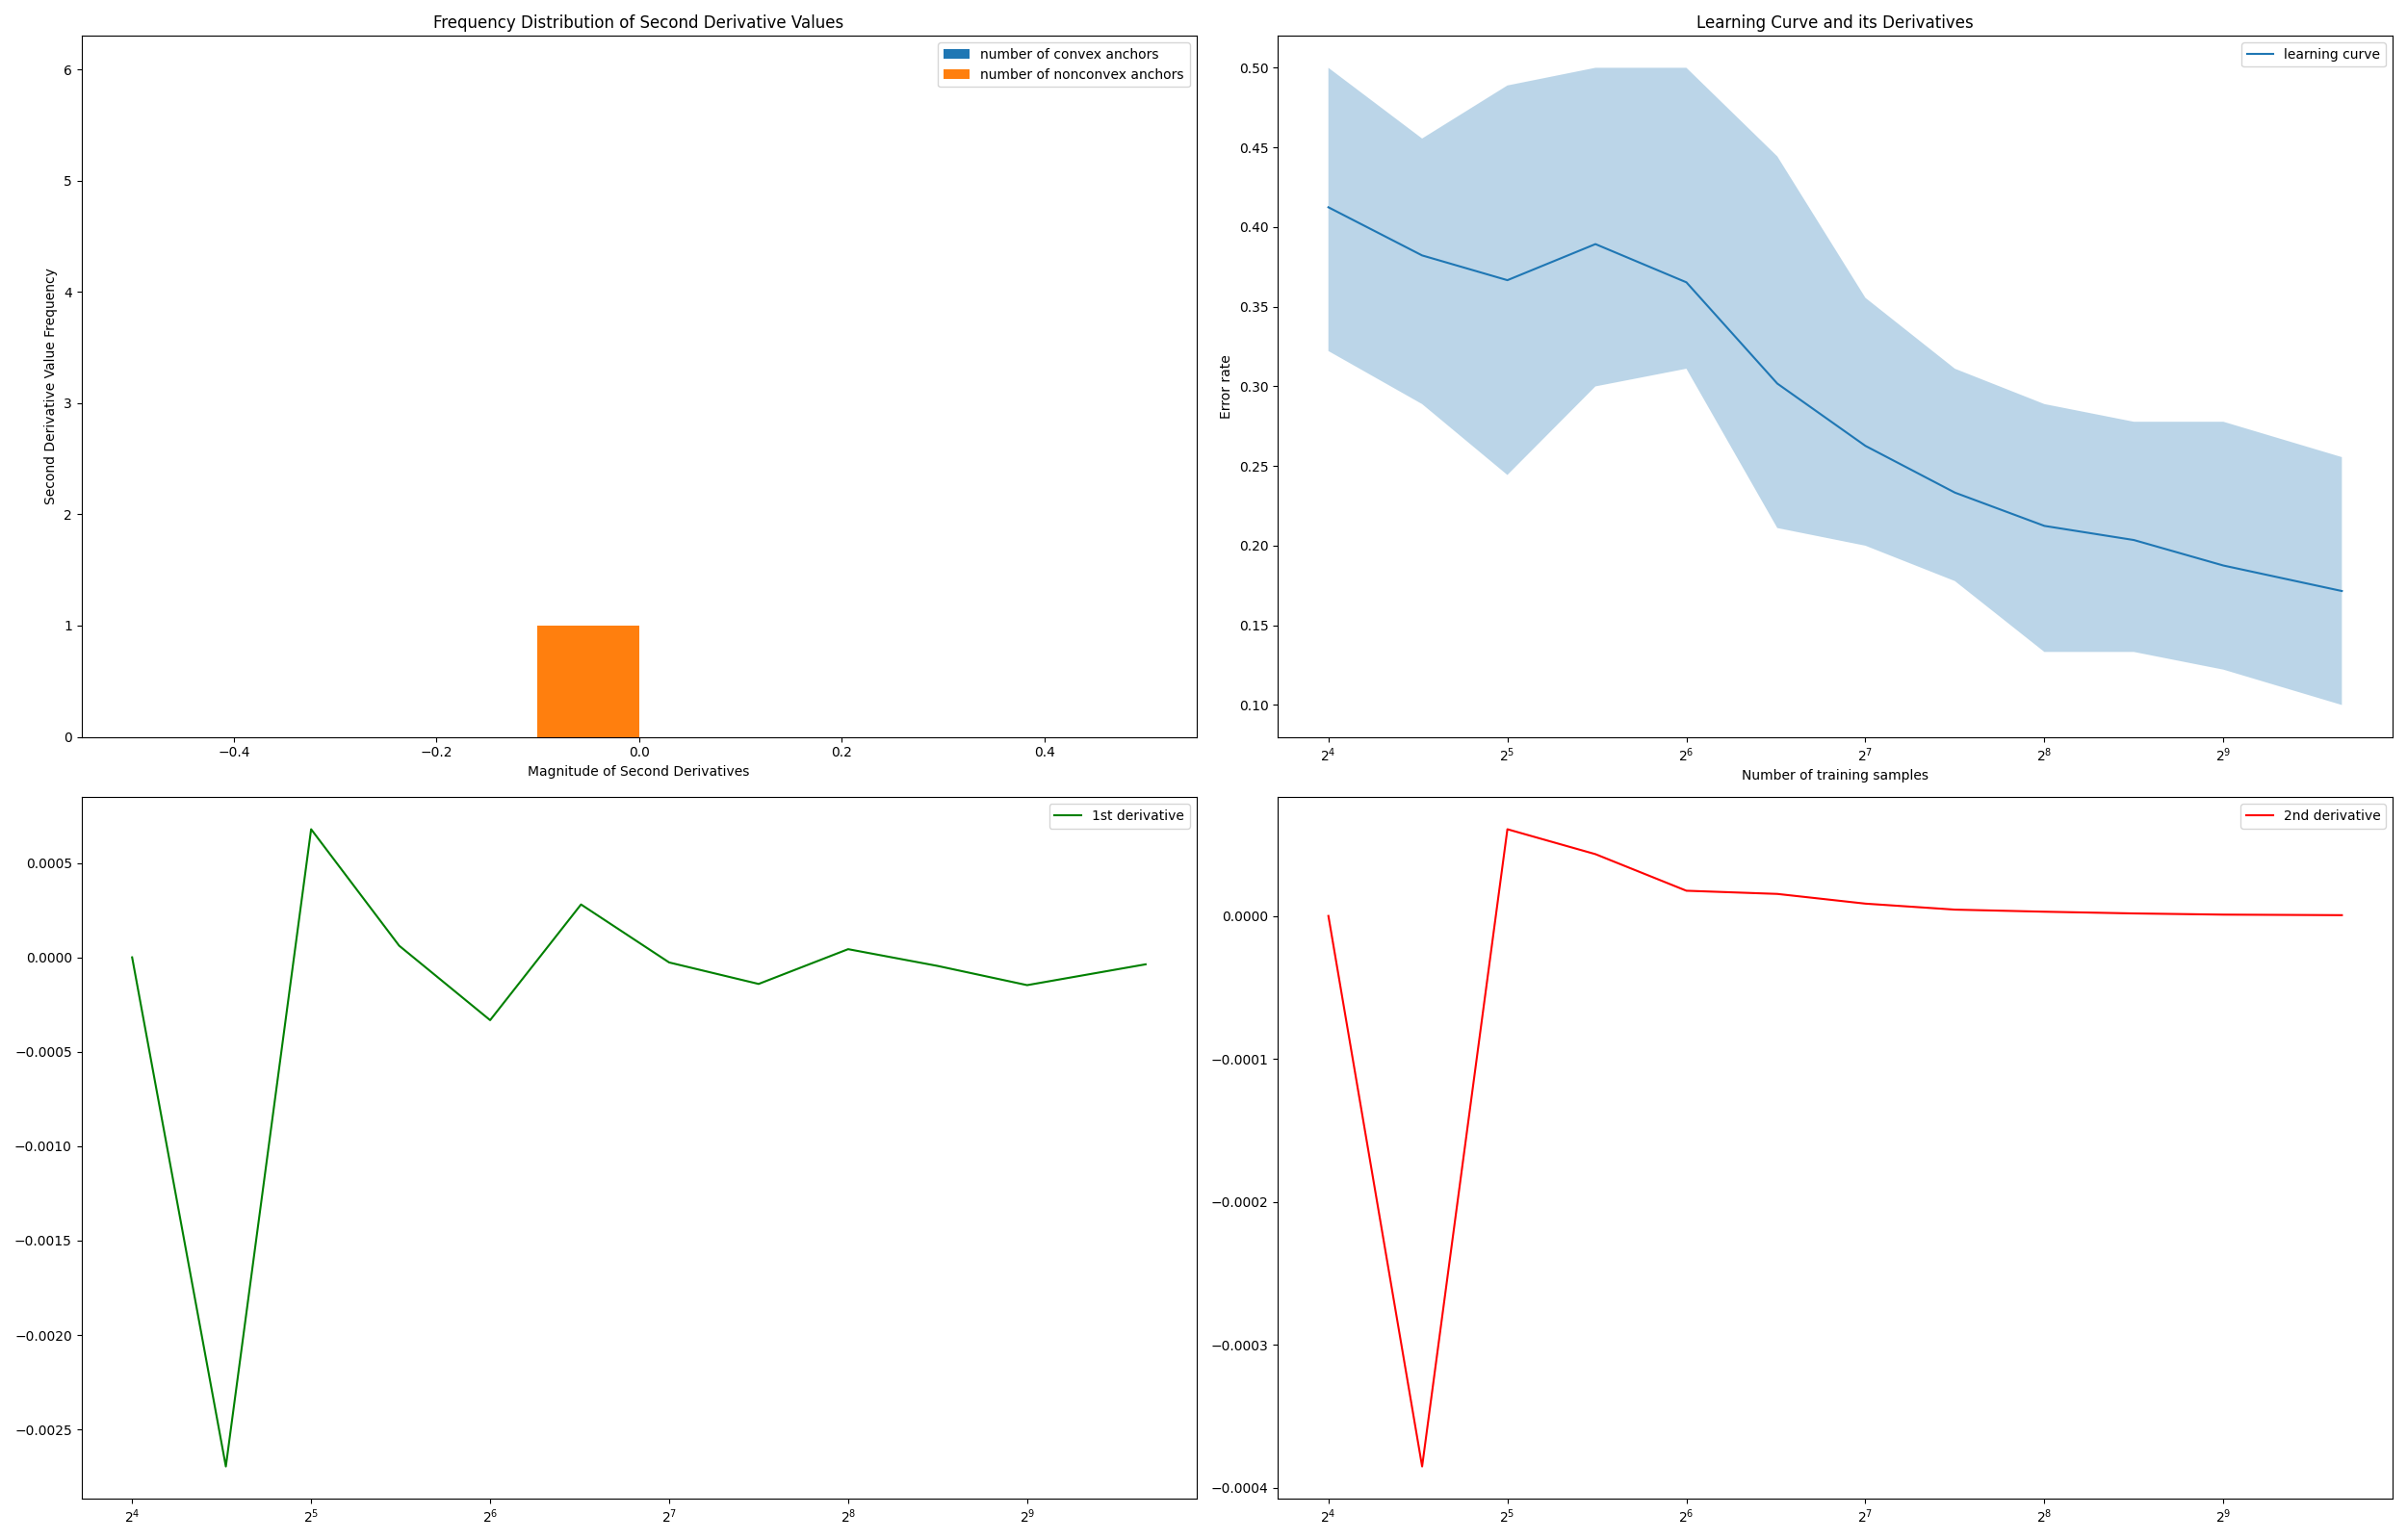 Frequency Distribution of Second Derivative Values
number of convex anchors
number of nonconvex anchors
Second Derivative Value Frequency
6
5
4
3
2
1
0
−0.4 −0.2 0.0 0.2 0.4
Magnitude of Second Derivatives
Learning Curve and its Derivatives
learning curve
Error rate
0.50
0.45
0.40
0.35
0.30
0.25
0.20
0.15
0.10
2⁴ 2⁵ 2⁶ 2⁷ 2⁸ 2⁹
Number of training samples
1st derivative
0.0005
0.0000
−0.0005
−0.0010
−0.0015
−0.0020
−0.0025
2⁴ 2⁵ 2⁶ 2⁷ 2⁸ 2⁹
2nd derivative
0.0000
−0.0001
−0.0002
−0.0003
−0.0004
2⁴ 2⁵ 2⁶ 2⁷ 2⁸ 2⁹